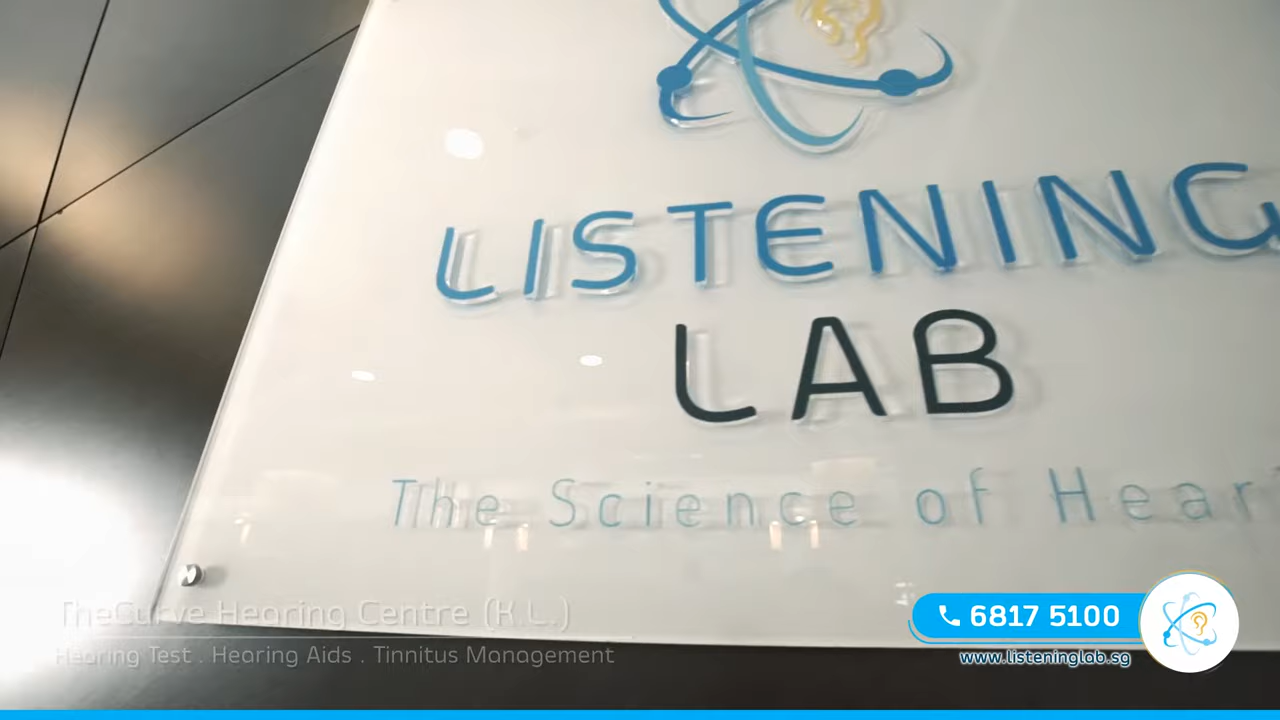 LISTENING
LAB
The Science of Hear
TheCurve Hearing Centre (K.L.)
Hearing Test . Hearing Aids . Tinnitus Management
6817 5100
www.listeninglab.sg